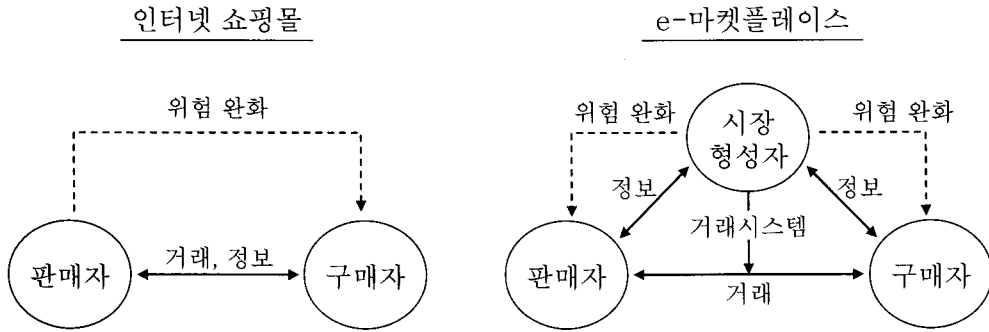 인터넷 쇼핑몰
위험 완화
판매자
거래, 정보
구매자
e-마켓플레이스
위험 완화
시장
형성자
위험 완화
정보
정보
거래시스템
판매자
거래
구매자